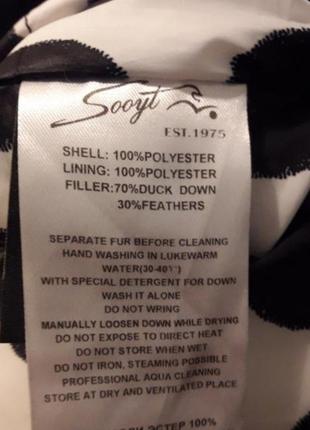 Sooyt
EST.1975
SHELL: 100%POLYESTER
LINING: 100%POLYESTER
FILLER:70%DUCK DOWN
30%FEATHERS
SEPARATE FUR BEFORE CLEANING
HAND WASHING IN LUKEWARM
WATER(30-40°)
WITH SPECIAL DETERGENT FOR DOWN
WASH IT ALONE
DO NOT WRING
MANUALLY LOOSEN DOWN WHILE DRYING
DO NOT EXPOSE TO DIRECT HEAT
DO NOT STORE WHEN WET
DO NOT IRON, STEAMING POSSIBLE
PROFESSIONAL AQUA CLEANING
STORE AT DRY AND VENTILATED PLACE
ЭСТЕР 100%